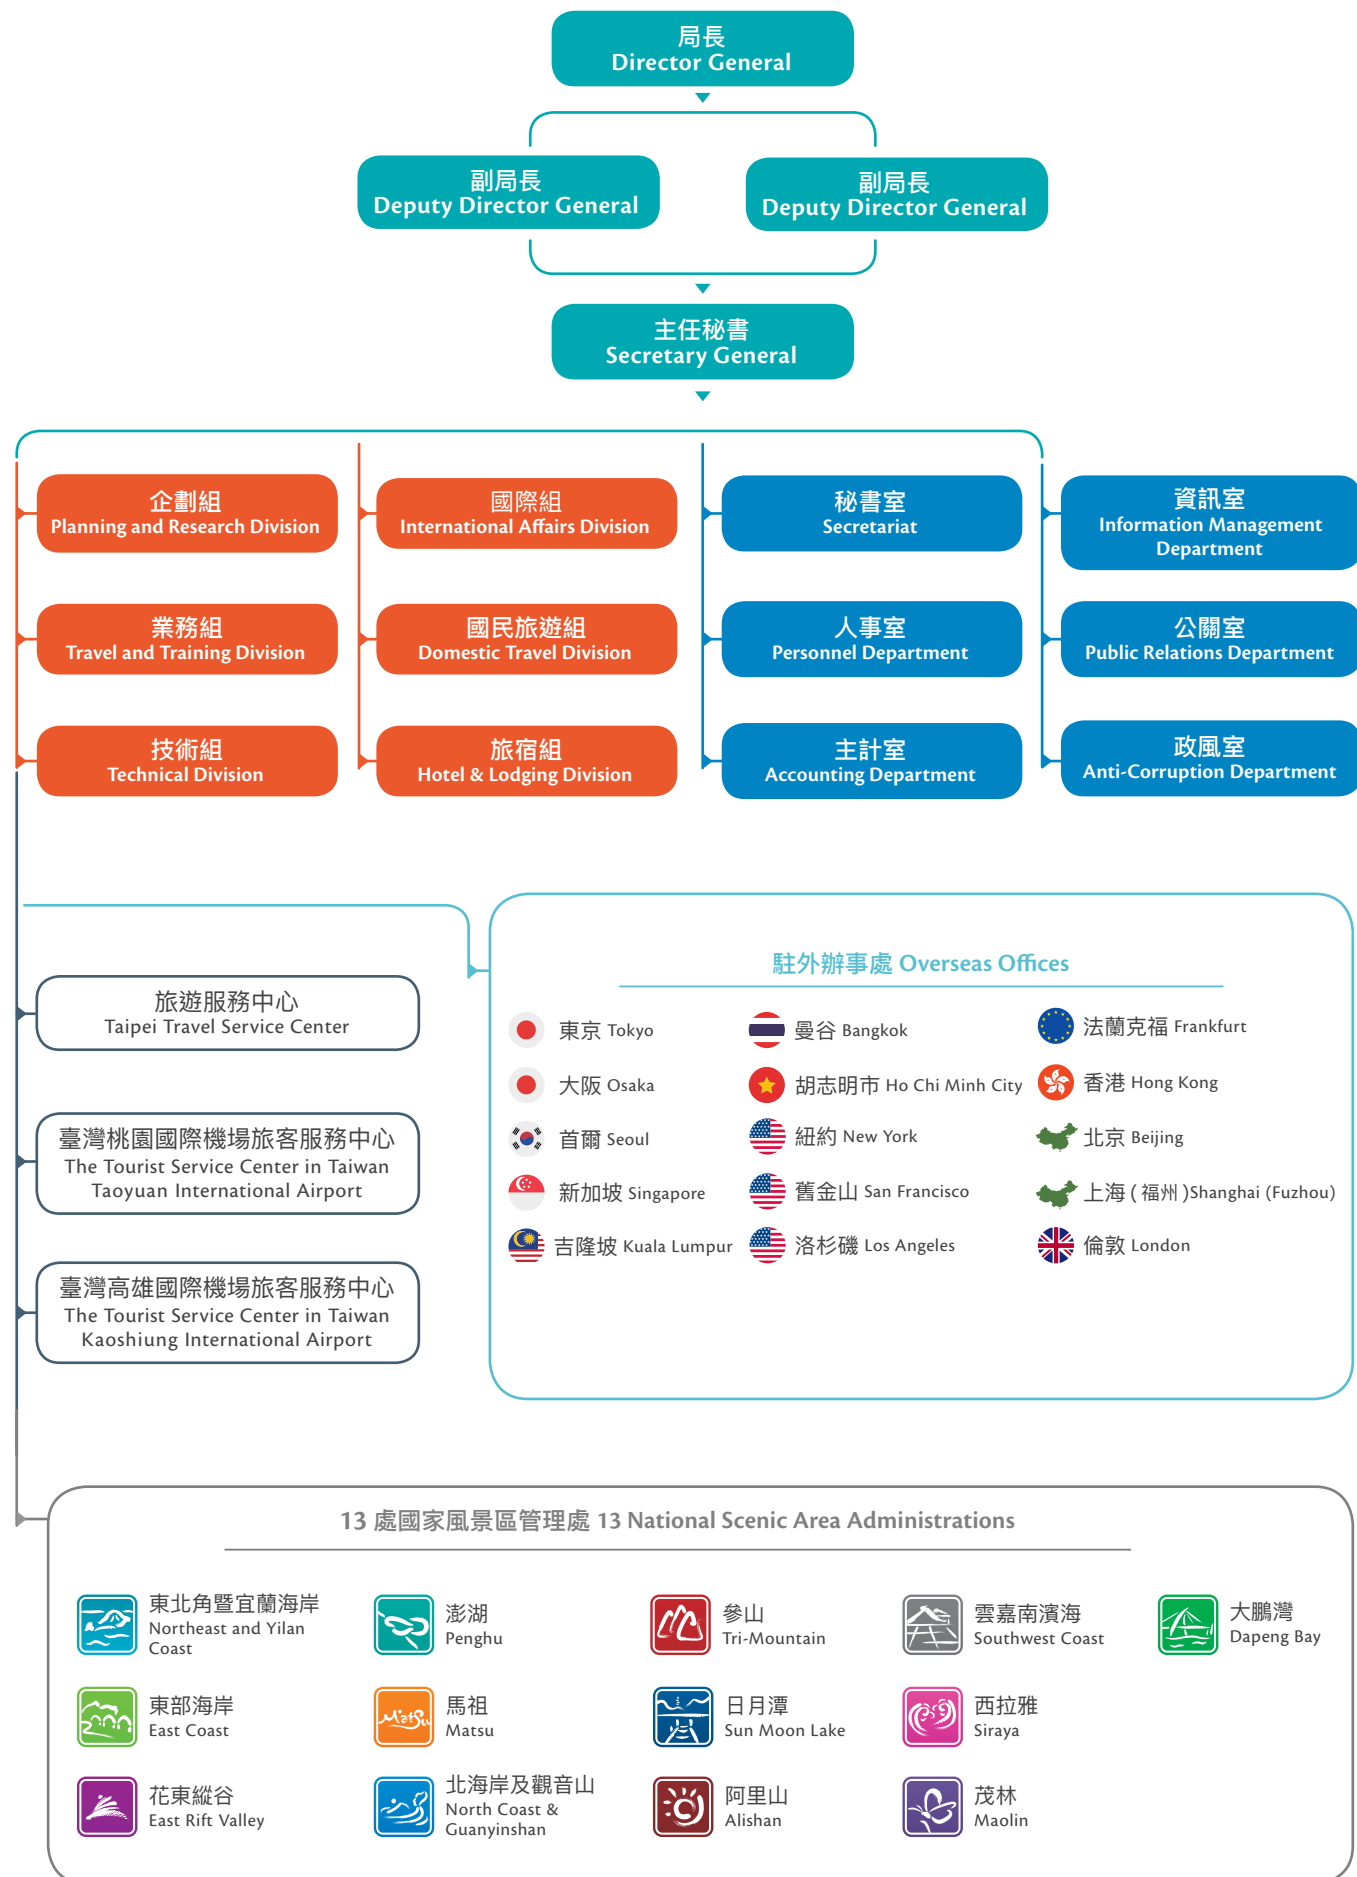 局長
Director General
副局長
Deputy Director General
副局長
Deputy Director General
主任秘書
Secretary General
企劃組
Planning and Research Division
國際組
International Affairs Division
秘書室
Secretariat
資訊室
Information Management
Department
業務組
Travel and Training Division
國民旅遊組
Domestic Travel Division
人事室
Personnel Department
公關室
Public Relations Department
技術組
Technical Division
旅宿組
Hotel & Lodging Division
主計室
Accounting Department
政風室
Anti-Corruption Department
旅遊服務中心
Taipei Travel Service Center
臺灣桃園國際機場旅客服務中心
The Tourist Service Center in Taiwan
Taoyuan International Airport
臺灣高雄國際機場旅客服務中心
The Tourist Service Center in Taiwan
Kaoshiung International Airport
駐外辦事處 Overseas Offices
東京 Tokyo
大阪 Osaka
首爾 Seoul
新加坡 Singapore
吉隆坡 Kuala Lumpur
曼谷 Bangkok
胡志明市 Ho Chi Minh City
紐約 New York
舊金山 San Francisco
洛杉磯 Los Angeles
法蘭克福 Frankfurt
香港 Hong Kong
北京 Beijing
上海 ( 福州 )Shanghai (Fuzhou)
倫敦 London
13 處國家風景區管理處 13 National Scenic Area Administrations
東北角暨宜蘭海岸
Northeast and Yilan
Coast
東部海岸
East Coast
花東縱谷
East Rift Valley
澎湖
Penghu
Matsu
馬祖
Matsu
北海岸及觀音山
North Coast &
Guanyinshan
參山
Tri-Mountain
日月潭
Sun Moon Lake
阿里山
Alishan
雲嘉南濱海
Southwest Coast
西拉雅
Siraya
茂林
Maolin
大鵬灣
Dapeng Bay